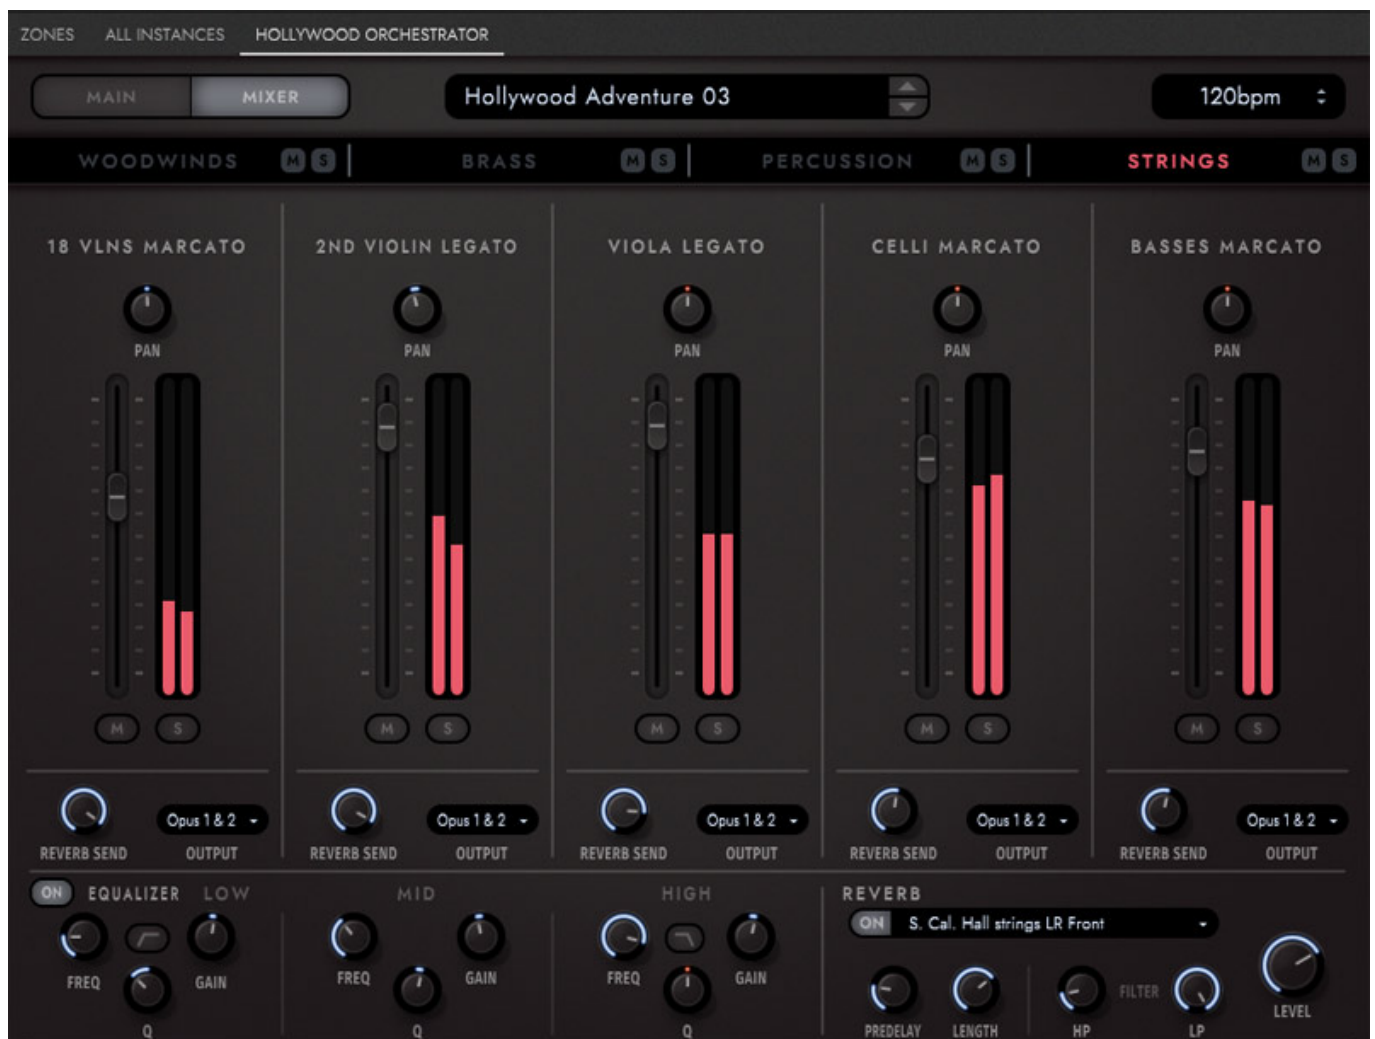 ZONES ALL INSTANCES HOLLYWOOD ORCHESTRATOR
MAIN MIXER Hollywood Adventure 03 120bpm
WOODWINDS M S BRASS M S PERCUSSION M S STRINGS M S
18 VLNS MARCATO 2ND VIOLIN LEGATO VIOLA LEGATO CELLI MARCATO BASSES MARCATO
PAN PAN PAN PAN PAN
M S M S M S M S M S
Opus 1 & 2 Opus 1 & 2 Opus 1 & 2 Opus 1 & 2 Opus 1 & 2
REVERB SEND OUTPUT REVERB SEND OUTPUT REVERB SEND OUTPUT REVERB SEND OUTPUT REVERB SEND OUTPUT
ON EQUALIZER LOW MID HIGH REVERB
ON S. Cal. Hall strings LR Front
FREQ GAIN FREQ GAIN FREQ GAIN
FILTER
LEVEL
Q Q Q PREDELAY LENGTH HP LP